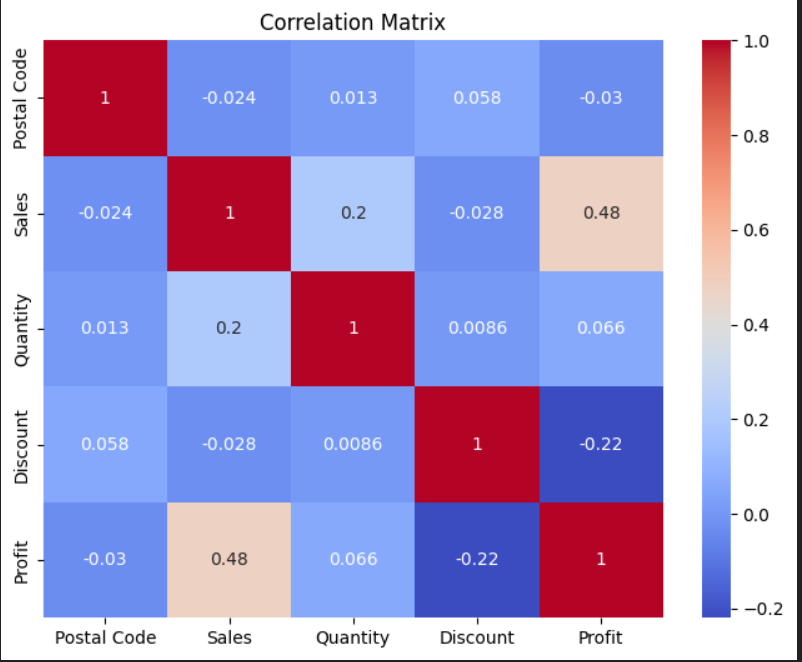 Correlation Matrix
Postal Code 1 -0.024 0.013 0.058 -0.03
Sales -0.024 1 0.2 -0.028 0.48
Quantity 0.013 0.2 1 0.0086 0.066
Discount 0.058 -0.028 0.0086 1 -0.22
Profit -0.03 0.48 0.066 -0.22 1
Postal Code Sales Quantity Discount Profit
1.0
0.8
0.6
0.4
0.2
0.0
−0.2